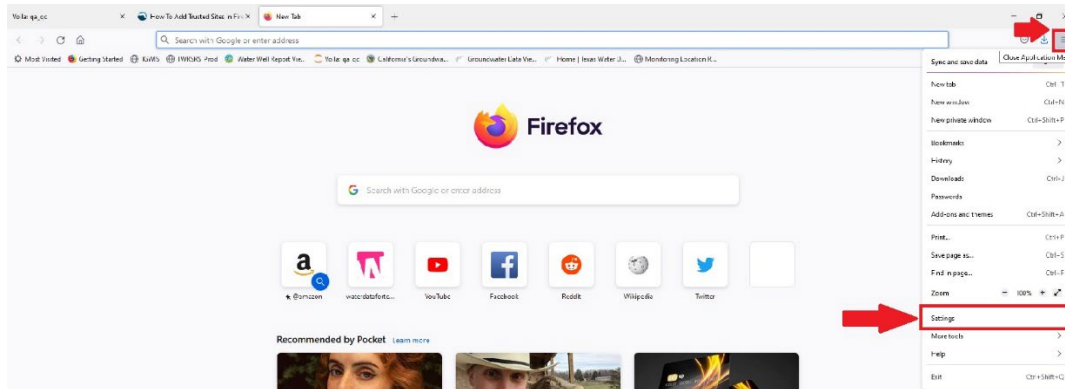 How To Add Trusted Sites in Fire
New Tab
Search with Google or enter address
Most Visited
Getting Started
IGWS
TWRSRS Prod
Water Well Report Vie...
California's Groundwa...
Groundwater Data Vie...
Home | Texas Water D...
Monitoring Location R...
Close Application Me
Sync and save data
New tab Ctrl+T
New window Ctrl+N
New private window Ctrl+Shift+P
Bookmarks
History
Downloads Ctrl+J
Passwords
Add-ons and themes Ctrl+Shift+A
Print... Ctrl+P
Save page as... Ctrl+S
Find in page... Ctrl+F
Zoom 100%
Settings
More tools
Help
Exit Ctrl+Shift+Q
Firefox
Search with Google or enter address
@amazon
waterdataforte...
YouTube
Facebook
Reddit
Wikipedia
Twitter
Recommended by Pocket Learn more